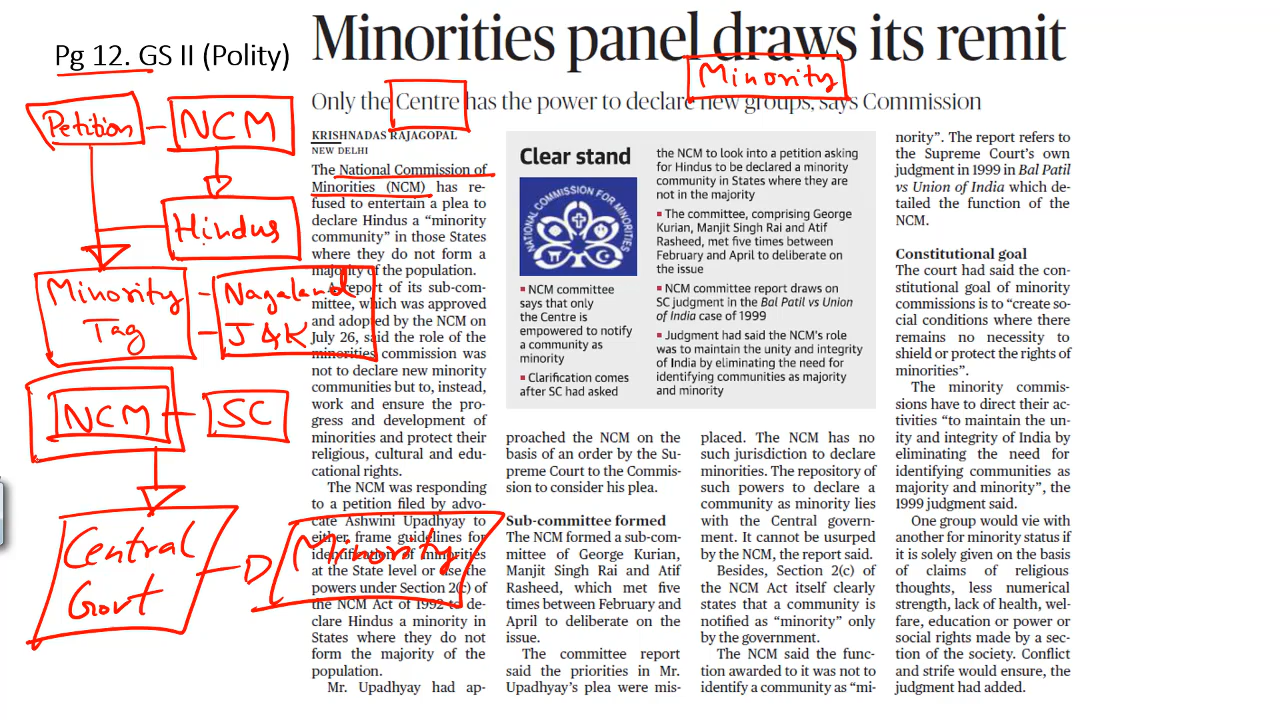 Pg 12. GS II (Polity)
Petition
NCM
Hindus
Minority
Tag
Nagaland
J&K
NCM
SC
Central
Govt
Minority
Minorities panel draws its remit
Minority
Only the Centre has the power to declare new groups, says Commission
KRISHNADAS RAJAGOPAL
NEW DELHI
The National Commission of
Minorities (NCM) has re-
fused to entertain a plea to
declare Hindus a “minority
community” in those States
where they do not form a
majority of the population.
A report of its sub-com-
mittee, which was approved
and adopted by the NCM on
July 26, said the role of the
minorities commission was
not to declare new minority
communities but to, instead,
work and ensure the pro-
gress and development of
minorities and protect their
religious, cultural and edu-
cational rights.
The NCM was responding
to a petition filed by advo-
cate Ashwini Upadhyay to
either frame guidelines for
identification of minorities
at the State level or use the
powers under Section 2(c) of
the NCM Act of 1992 to de-
clare Hindus a minority in
States where they do not
form the majority of the
population.
Mr. Upadhyay had ap-
Clear stand
NATIONAL COMMISSION FOR MINORITIES
NCM committee
says that only
the Centre is
empowered to notify
a community as
minority
Clarification comes
after SC had asked
the NCM to look into a petition asking
for Hindus to be declared a minority
community in States where they are
not in the majority
The committee, comprising George
Kurian, Manjit Singh Rai and Atif
Rasheed, met five times between
February and April to deliberate on
the issue
NCM committee report draws on
SC judgment in the Bal Patil vs Union
of India case of 1999
Judgment had said the NCM's role
was to maintain the unity and integrity
of India by eliminating the need for
identifying communities as majority
and minority
proached the NCM on the
basis of an order by the Su-
preme Court to the Commis-
sion to consider his plea.
Sub-committee formed
The NCM formed a sub-com-
mittee of George Kurian,
Manjit Singh Rai and Atif
Rasheed, which met five
times between February and
April to deliberate on the
issue.
The committee report
said the priorities in Mr.
Upadhyay’s plea were mis-
placed. The NCM has no
such jurisdiction to declare
minorities. The repository of
such powers to declare a
community as minority lies
with the Central govern-
ment. It cannot be usurped
by the NCM, the report said.
Besides, Section 2(c) of
the NCM Act itself clearly
states that a community is
notified as “minority” only
by the government.
The NCM said the func-
tion awarded to it was not to
identify a community as “mi-
nority”. The report refers to
the Supreme Court’s own
judgment in 1999 in Bal Patil
vs Union of India which de-
tailed the function of the
NCM.
Constitutional goal
The court had said the con-
stitutional goal of minority
commissions is to “create so-
cial conditions where there
remains no necessity to
shield or protect the rights of
minorities”.
The minority commis-
sions have to direct their ac-
tivities “to maintain the un-
ity and integrity of India by
eliminating the need for
identifying communities as
majority and minority”, the
1999 judgment said.
One group would vie with
another for minority status if
it is solely given on the basis
of claims of religious
thoughts, less numerical
strength, lack of health, wel-
fare, education or power or
social rights made by a sec-
tion of the society. Conflict
and strife would ensure, the
judgment had added.